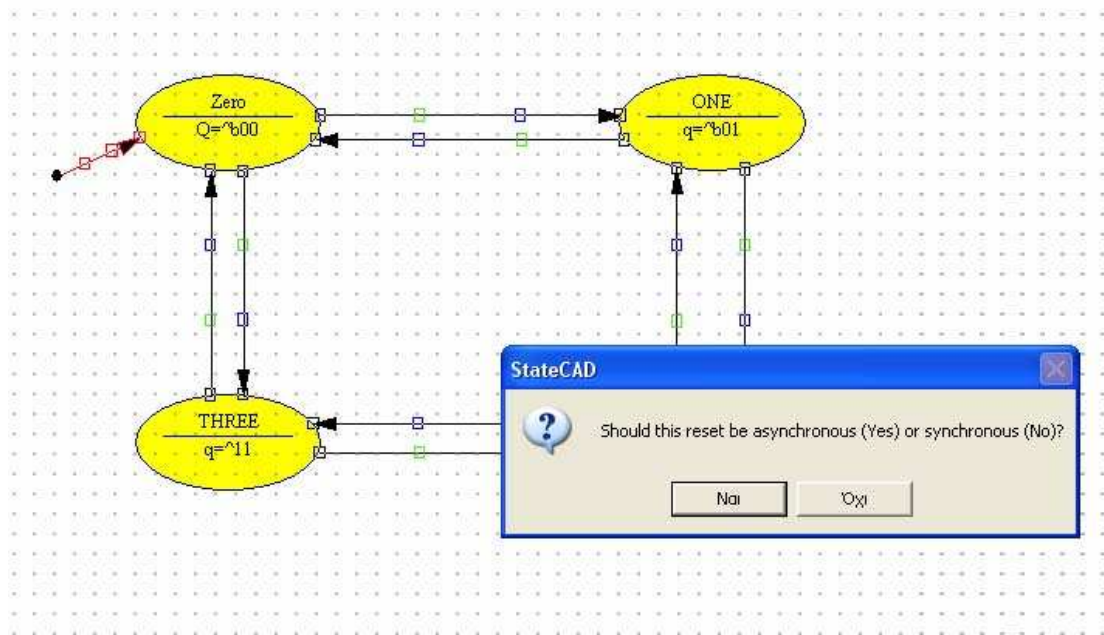 Zero
Q=^b00
ONE
q=^b01
THREE
q=^11
StateCAD
Should this reset be asynchronous (Yes) or synchronous (No)?
Ναι
Όχι